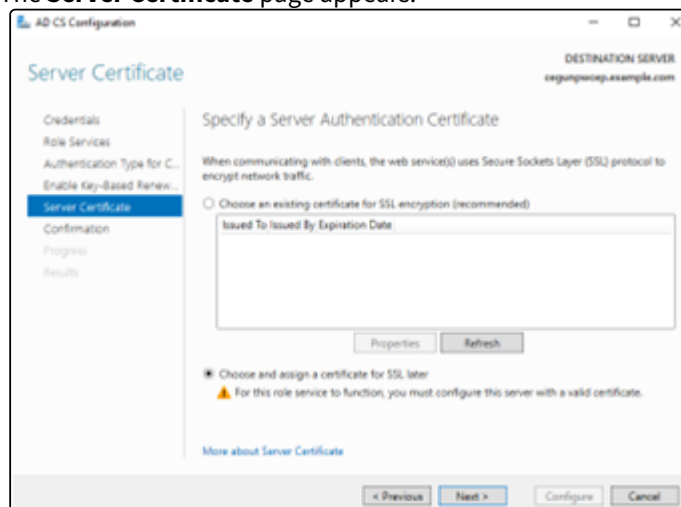 The Server Certificate page appears.
AD CS Configuration
DESTINATION SERVER
Server Certificate
Credentials
Role Services
Authentication Type for C...
Enable Key-Based Renew...
Server Certificate
Confirmation
Progress
Results
Specify a Server Authentication Certificate
When communicating with clients, the web service(s) uses Secure Sockets Layer (SSL) protocol to
encrypt network traffic.
Choose an existing certificate for SSL encryption (recommended)
Issued To Issued By Expiration Date
Properties Refresh
Choose and assign a certificate for SSL later
For this role service to function, you must configure this server with a valid certificate.
More about Server Certificate
< Previous Next > Configure Cancel